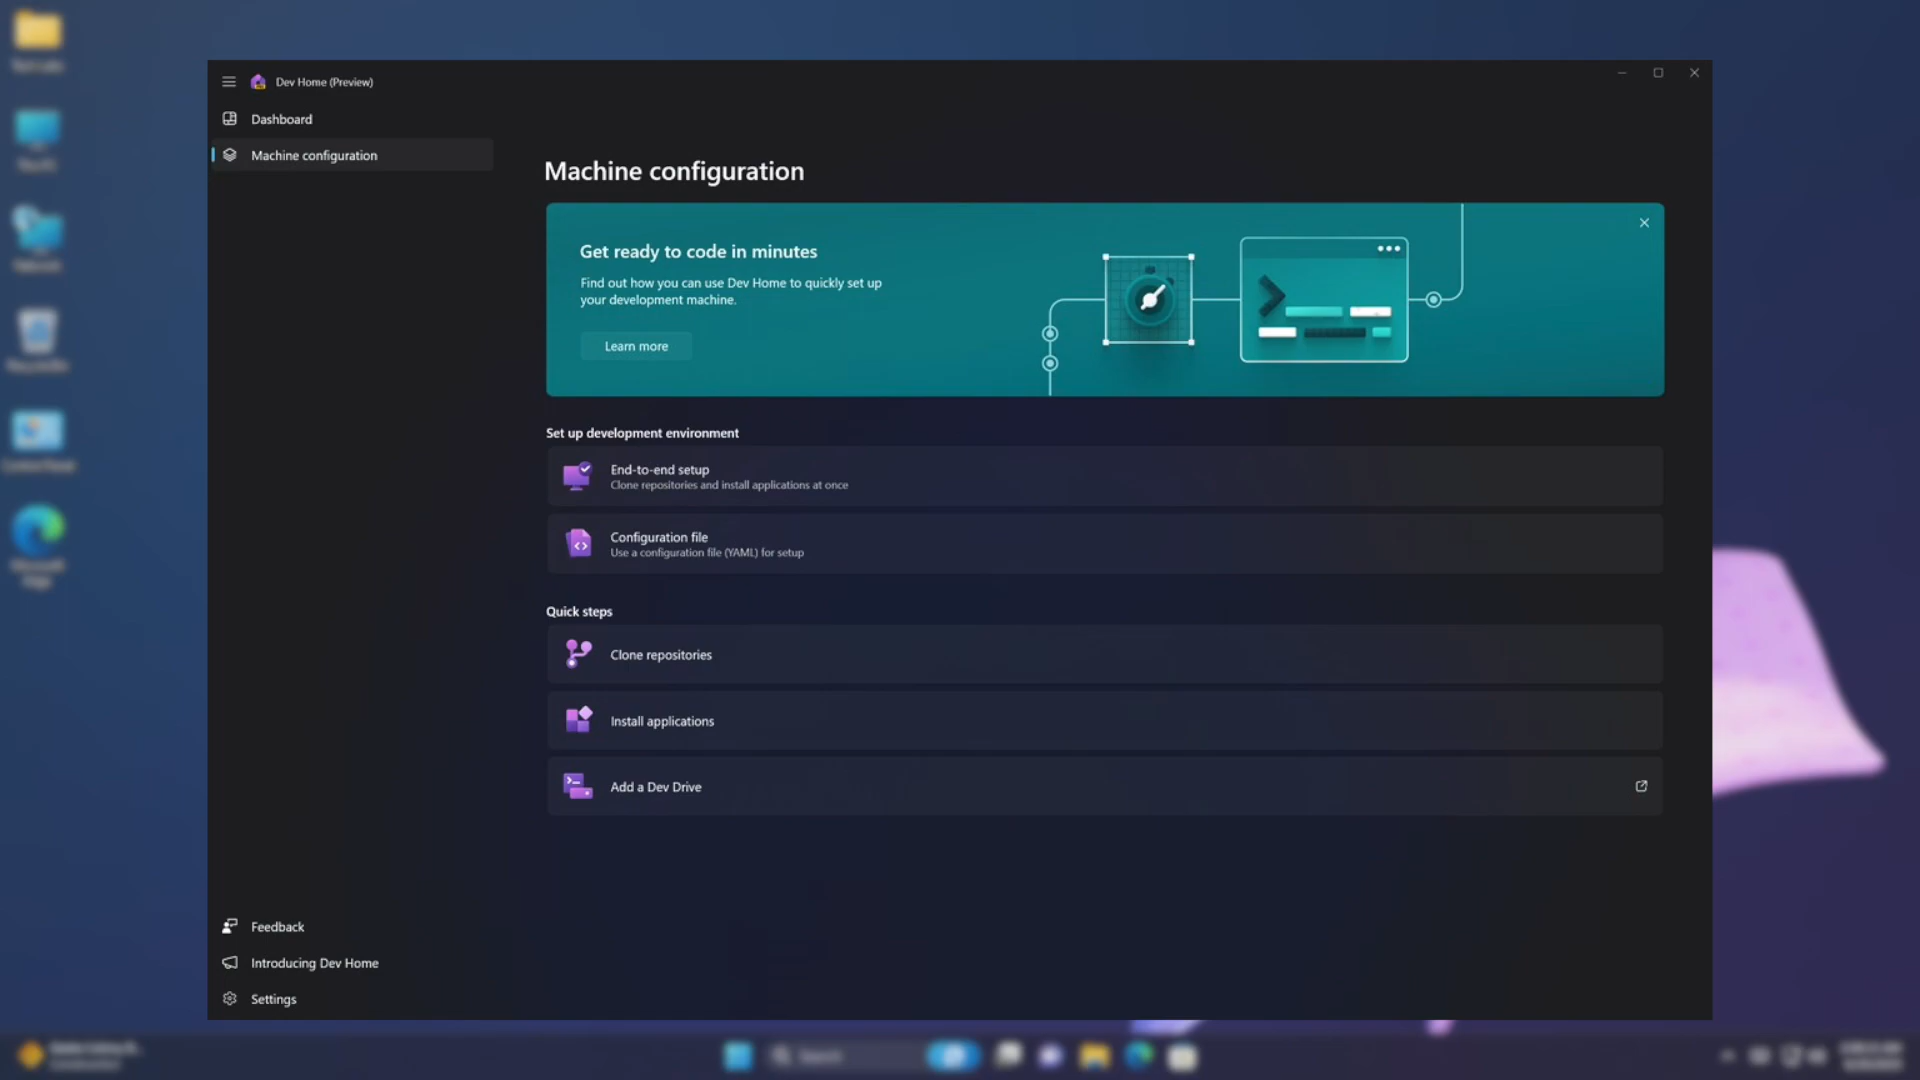 Dev Home (Preview)
Dashboard
Machine configuration
Machine configuration
Get ready to code in minutes
Find out how you can use Dev Home to quickly set up
your development machine.
Learn more
Set up development environment
End-to-end setup
Clone repositories and install applications at once
Configuration file
Use a configuration file (YAML) for setup
Quick steps
Clone repositories
Install applications
Add a Dev Drive
Feedback
Introducing Dev Home
Settings
Search